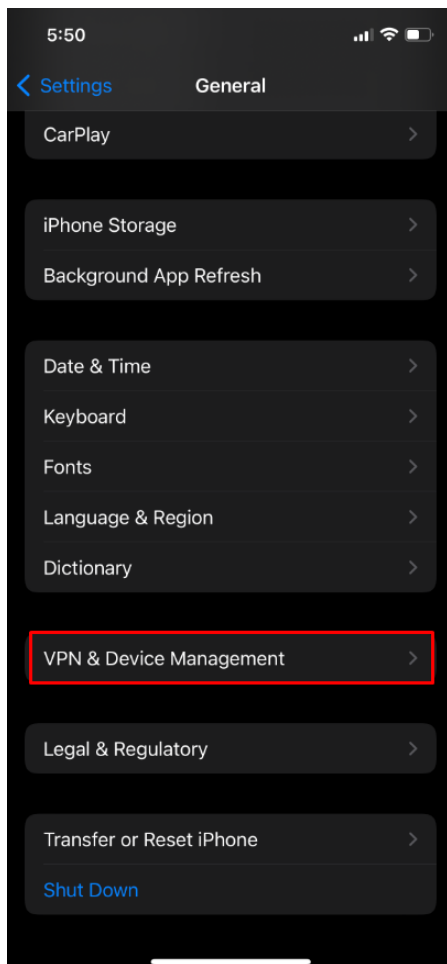 5:50
Settings
General
CarPlay
iPhone Storage
Background App Refresh
Date & Time
Keyboard
Fonts
Language & Region
Dictionary
VPN & Device Management
Legal & Regulatory
Transfer or Reset iPhone
Shut Down